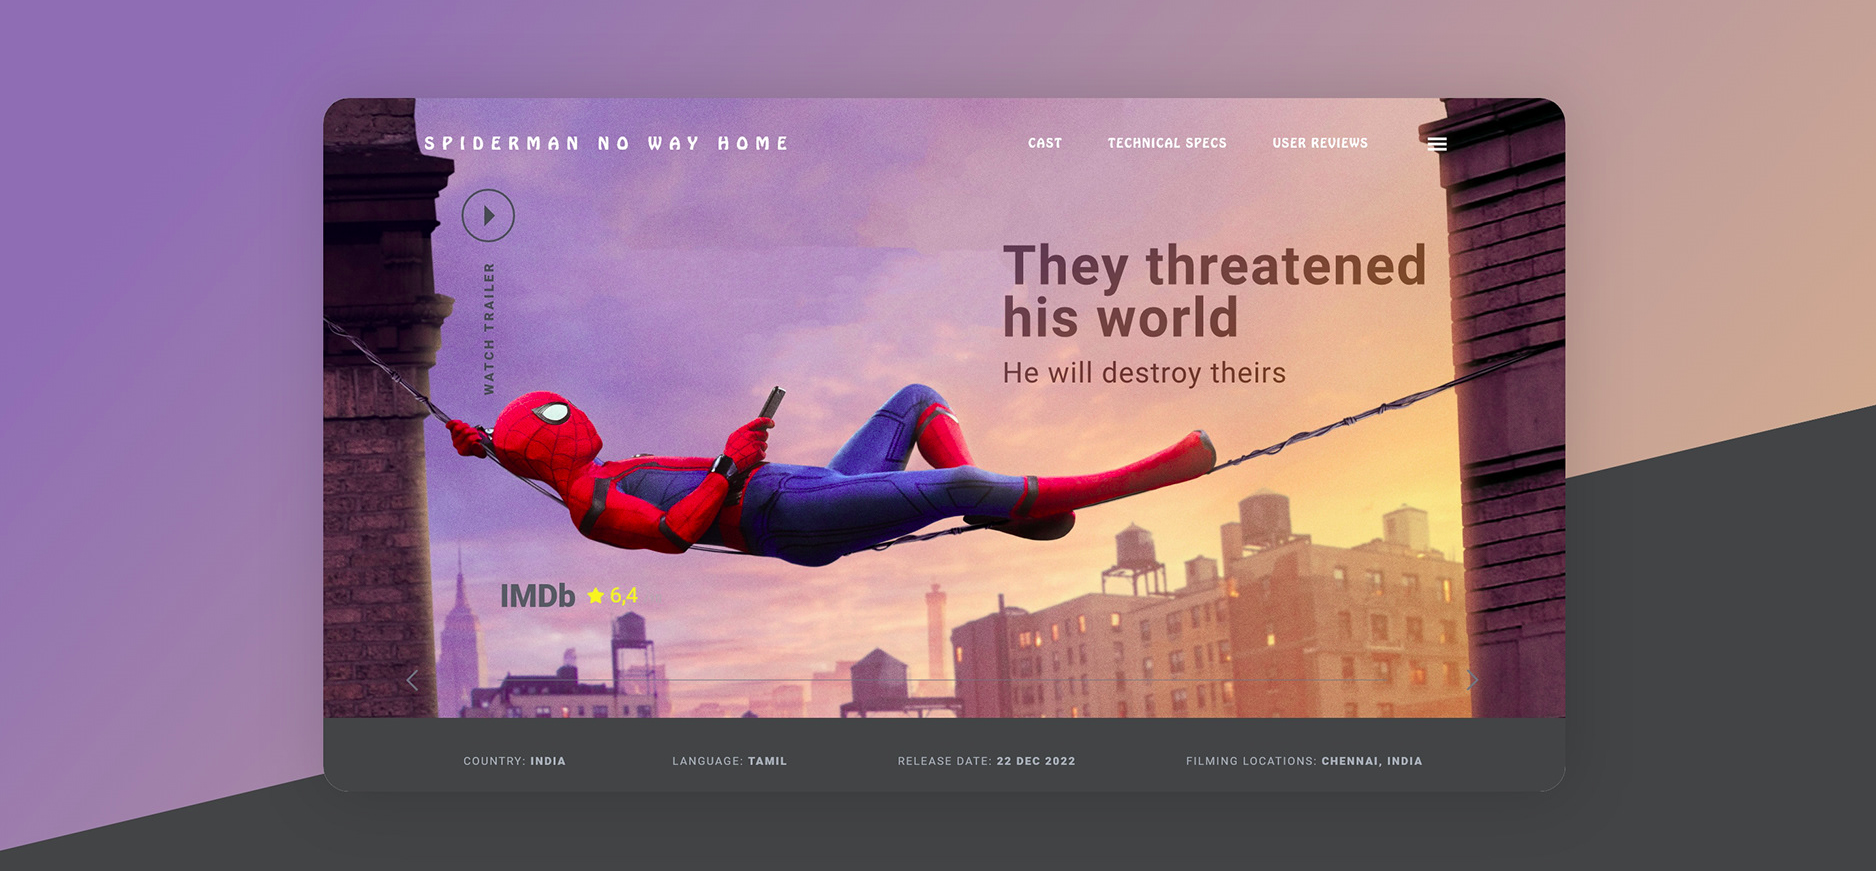 SPIDERMAN NO WAY HOME
CAST
TECHNICAL SPECS
USER REVIEWS
WATCH TRAILER
They threatened
his world
He will destroy theirs
IMDb 6,4
COUNTRY: INDIA
LANGUAGE: TAMIL
RELEASE DATE: 22 DEC 2022
FILMING LOCATIONS: CHENNAI, INDIA